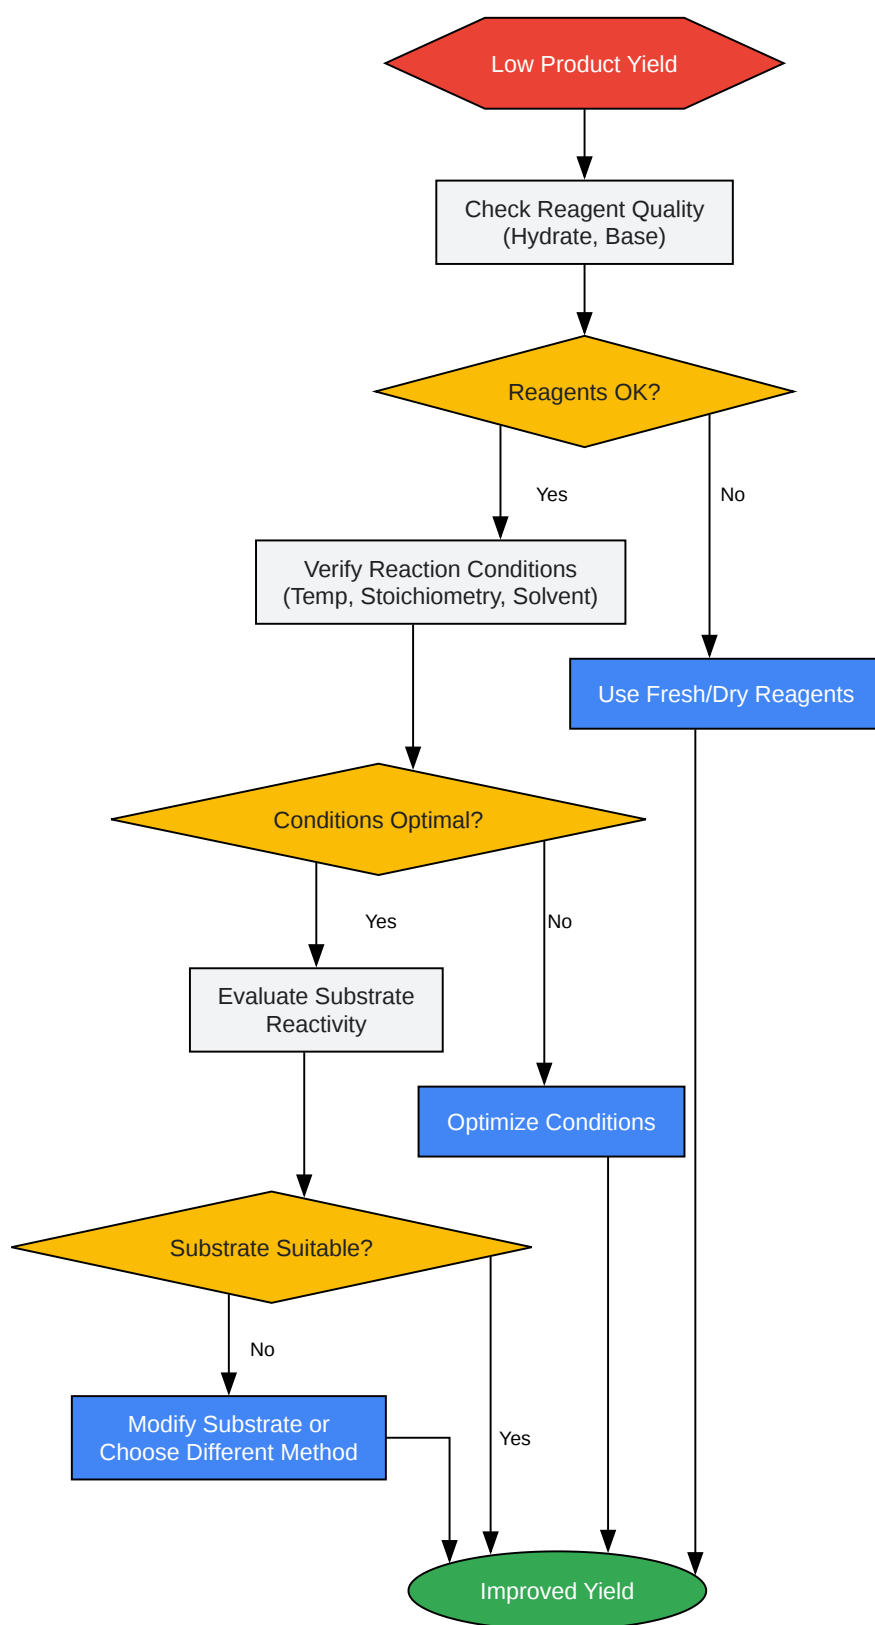 Low Product Yield
Check Reagent Quality
(Hydrate, Base)
Reagents OK?
Yes
No
Verify Reaction Conditions
(Temp, Stoichiometry, Solvent)
Use Fresh/Dry Reagents
Conditions Optimal?
Yes
No
Evaluate Substrate
Reactivity
Optimize Conditions
Substrate Suitable?
No
Modify Substrate or
Choose Different Method
Yes
Improved Yield